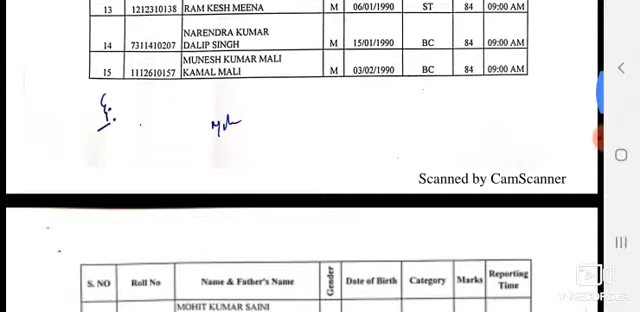 13 1212310138 RAM KESH MEENA M 06/01/1990 ST 84 09:00 AM
NARENDRA KUMAR
14 7311410207 DALIP SINGH M 15/01/1990 BC 84 09:00 AM
MUNESH KUMAR MALI
15 1112610157 KAMAL MALI M 03/02/1990 BC 84 09:00 AM
Scanned by CamScanner
S. NO Roll No Name & Father's Name Gender Date of Birth Category Marks Reporting Time
MOHIT KUMAR SAINI
V RECORDER